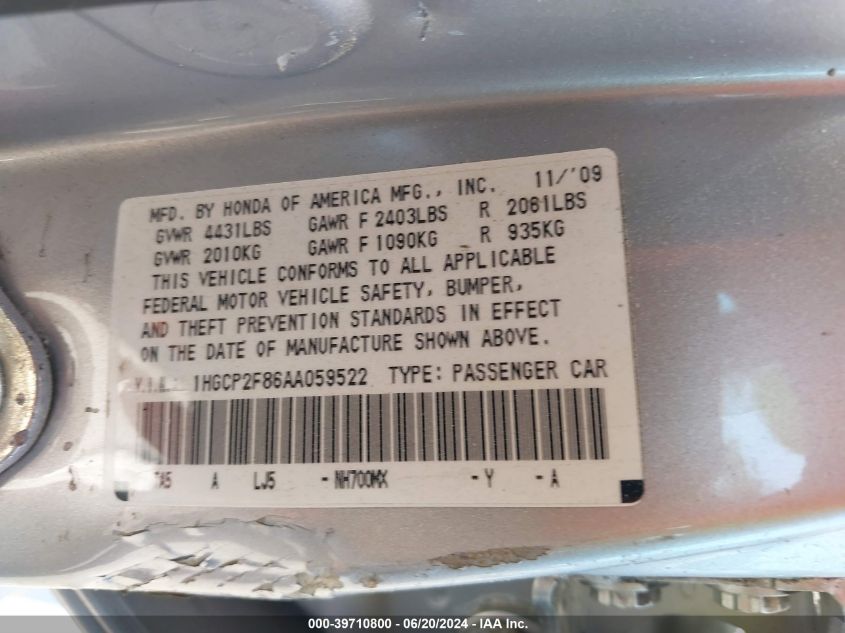 MFD. BY HONDA OF AMERICA MFG., INC. 11/'09
GVWR 4431LBS GAWR F 2403LBS R 2061LBS
GVWR 2010KG GAWR F 1090KG R 935KG
THIS VEHICLE CONFORMS TO ALL APPLICABLE
FEDERAL MOTOR VEHICLE SAFETY, BUMPER,
AND THEFT PREVENTION STANDARDS IN EFFECT
ON THE DATE OF MANUFACTURE SHOWN ABOVE.
V.I.N.: 1HGCP2F86AA059522 TYPE: PASSENGER CAR
TA5 A LJ5 -NH700MX -Y -A
000-39710800 - 06/20/2024 - IAA Inc.